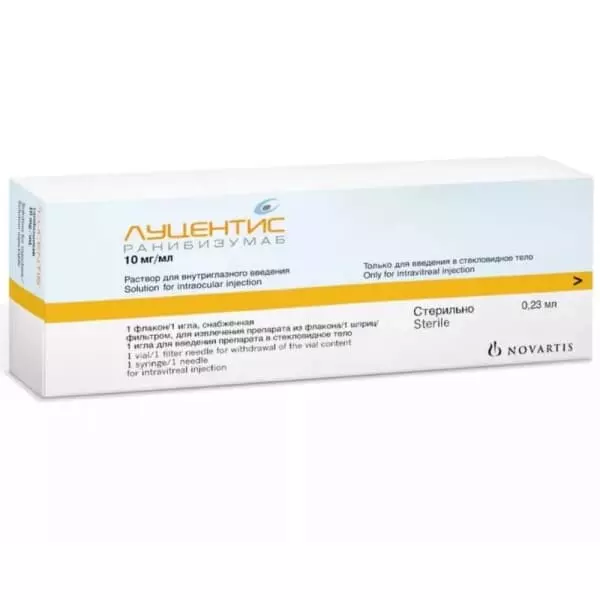 ЛУЦЕНТИС
РАНИБИЗУМАБ
10 мг/мл
Раствор для внутриглазного введения
Solution for intraocular injection
Только для введения в стекловидное тело
Only for intravitreal injection
>
1 флакон/1 игла, снабженная
фильтром, для извлечения препарата из флакона/1 шприц/
1 игла для введения препарата в стекловидное тело
1 vial/1 filter needle for withdrawal of the vial content
1 syringe/1 needle
for intravitreal injection
Стерильно
Sterile
0,23 мл
NOVARTIS